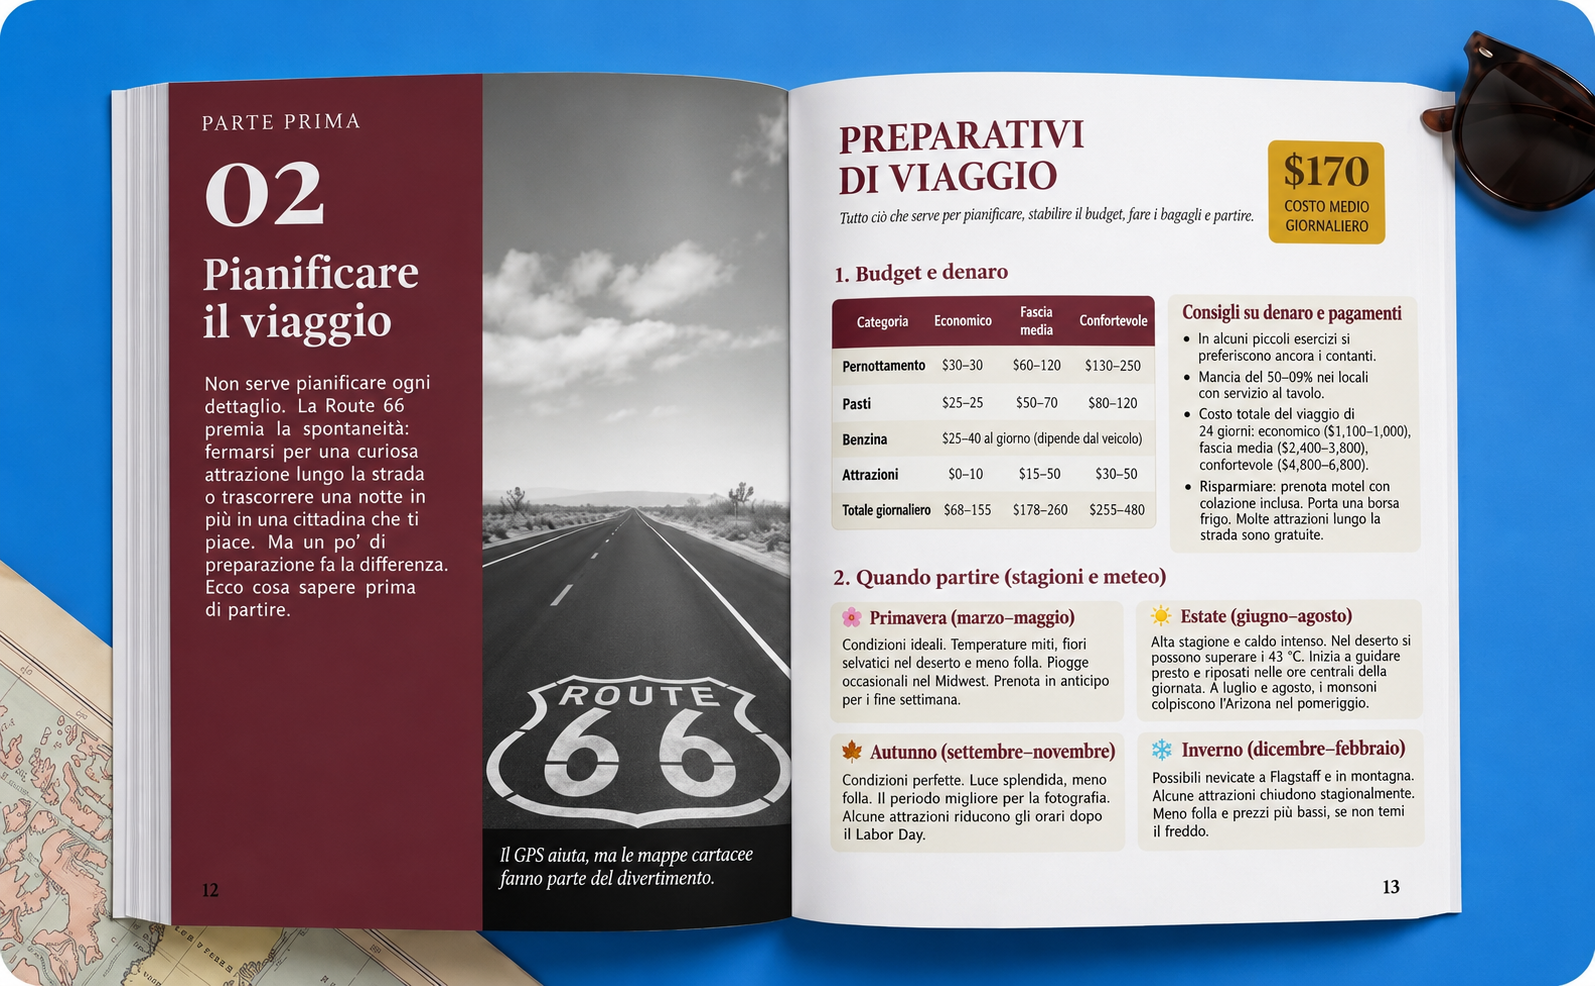 PARTE PRIMA
02
Pianificare
il viaggio
Non serve pianificare ogni
dettaglio. La Route 66
premia la spontaneità:
fermarsi per una curiosa
attrazione lungo la strada
o trascorrere una notte in
più in una cittadina che ti
piace. Ma un po' di
preparazione fa la differenza.
Ecco cosa sapere prima
di partire.
12
ROUTE
66
Il GPS aiuta, ma le mappe cartacee
fanno parte del divertimento.
PREPARATIVI
DI VIAGGIO
Tutto ciò che serve per pianificare, stabilire il budget, fare i bagagli e partire.
$170
COSTO MEDIO
GIORNALIERO
1. Budget e denaro
Categoria Economico Fascia media Confortevole
Pernottamento $30–30 $60–120 $130–250
Pasti $25–25 $50–70 $80–120
Benzina $25–40 al giorno (dipende dal veicolo)
Attrazioni $0–10 $15–50 $30–50
Totale giornaliero $68–155 $178–260 $255–480
Consigli su denaro e pagamenti
• In alcuni piccoli esercizi si
preferiscono ancora i contanti.
• Mancia del 50–09% nei locali
con servizio al tavolo.
• Costo totale del viaggio di
24 giorni: economico ($1,100–1,000),
fascia media ($2,400–3,800),
confortevole ($4,800–6,800).
• Risparmiare: prenota motel con
colazione inclusa. Porta una borsa
frigo. Molte attrazioni lungo la
strada sono gratuite.
2. Quando partire (stagioni e meteo)
Primavera (marzo–maggio)
Condizioni ideali. Temperature miti, fiori
selvatici nel deserto e meno folla. Piogge
occasionali nel Midwest. Prenota in anticipo
per i fine settimana.
Estate (giugno–agosto)
Alta stagione e caldo intenso. Nel deserto si
possono superare i 43 °C. Inizia a guidare
presto e riposati nelle ore centrali della
giornata. A luglio e agosto, i monsoni
colpiscono l'Arizona nel pomeriggio.
Autunno (settembre–novembre)
Condizioni perfette. Luce splendida, meno
folla. Il periodo migliore per la fotografia.
Alcune attrazioni riducono gli orari dopo
il Labor Day.
Inverno (dicembre–febbraio)
Possibili nevicate a Flagstaff e in montagna.
Alcune attrazioni chiudono stagionalmente.
Meno folla e prezzi più bassi, se non temi
il freddo.
13